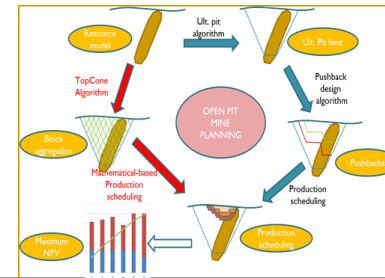 Resource
model
Ult. pit
algorithm
Ult. Pit limit
TopCone
Algorithm
Pushback
design
algorithm
OPEN PIT
MINE
PLANNING
Block
aggregation
Pushbacks
Mathematical-based
Production
scheduling
Production
scheduling
Maximum
NPV
Production
scheduling